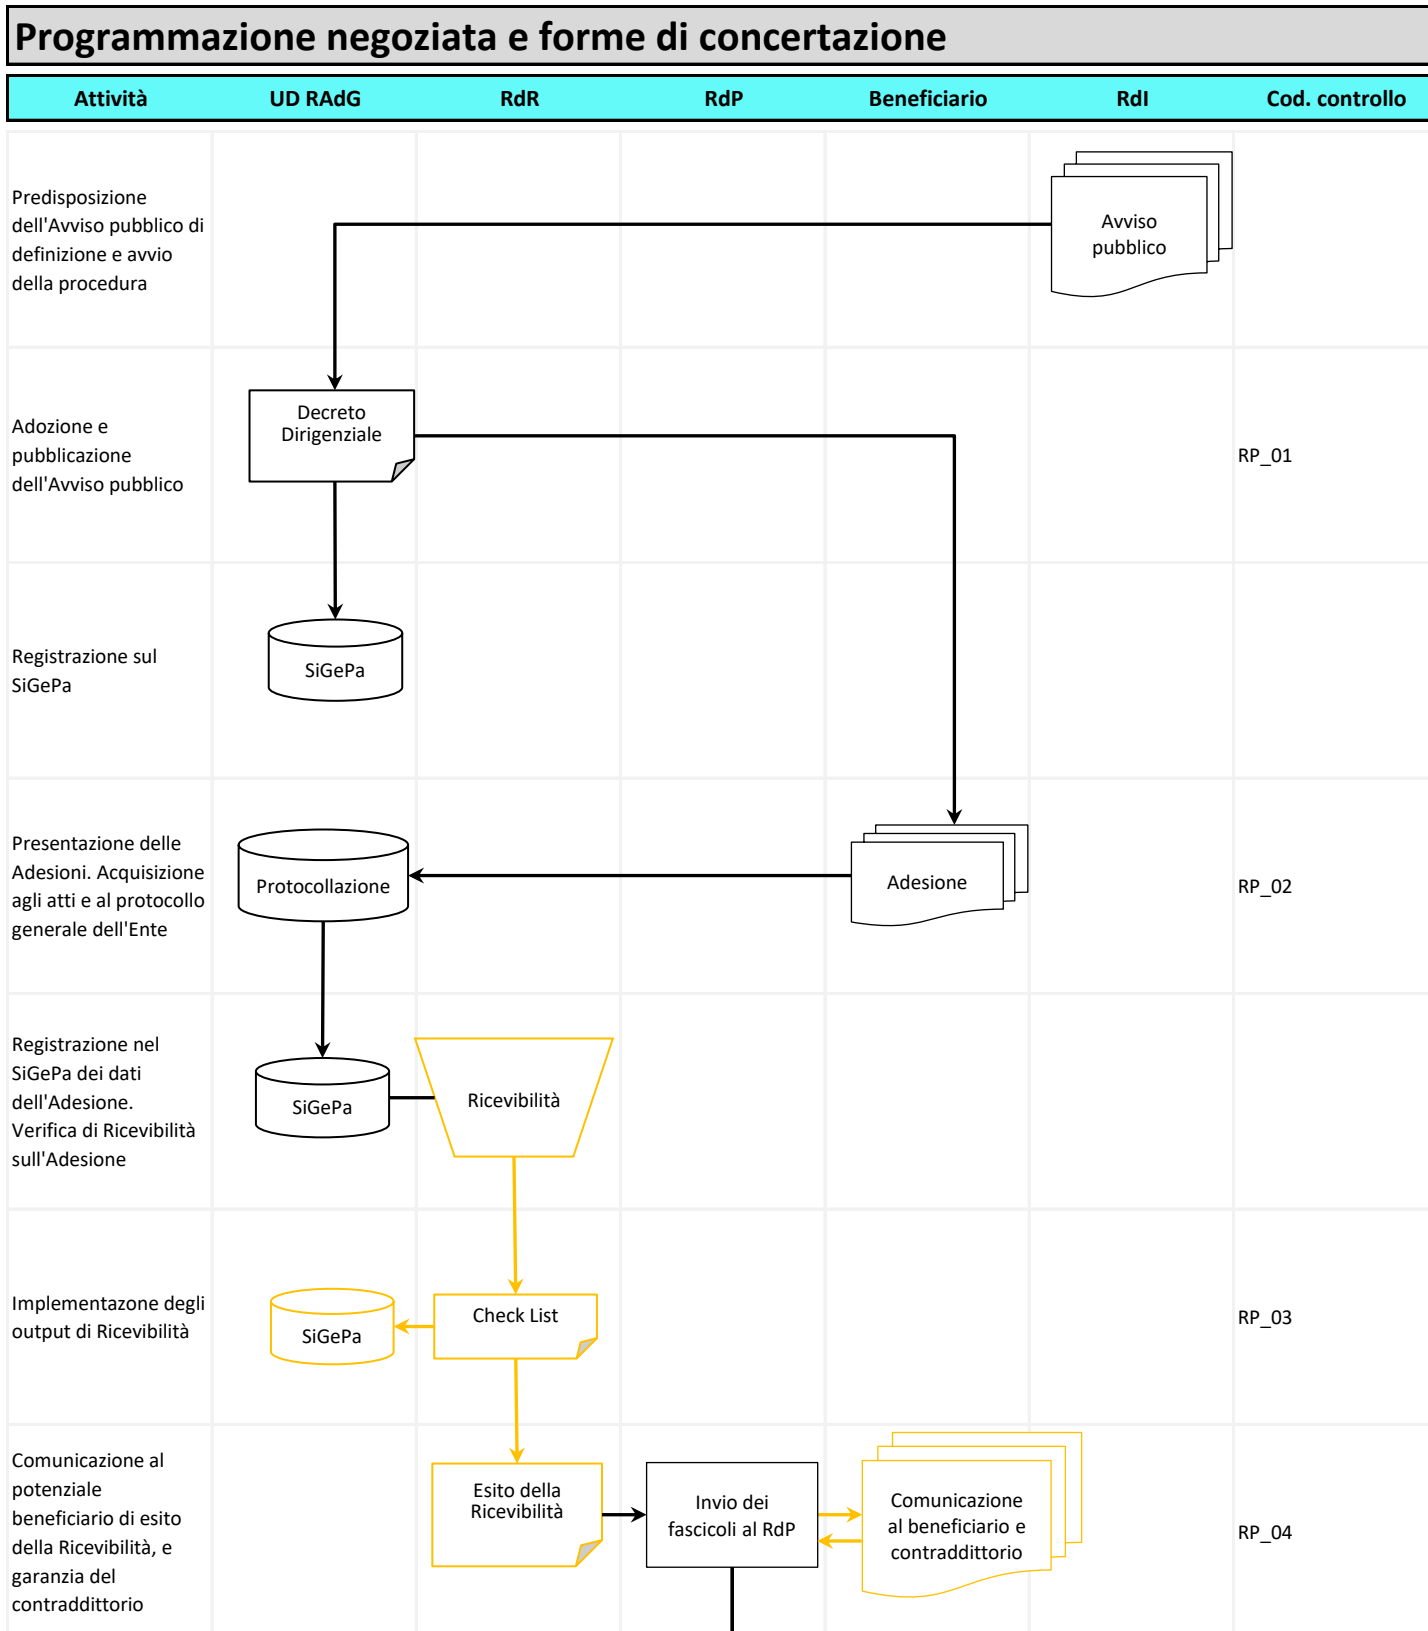 Programmazione negoziata e forme di concertazione
Attività UD RAdG RdR RdP Beneficiario RdI Cod. controllo
Predisposizione
dell'Avviso pubblico di
definizione e avvio
della procedura
Avviso
pubblico
Adozione e
pubblicazione
dell'Avviso pubblico
Decreto
Dirigenziale
RP_01
Registrazione sul
SiGePa
SiGePa
Presentazione delle
Adesioni. Acquisizione
agli atti e al protocollo
generale dell'Ente
Protocollazione
Adesione
RP_02
Registrazione nel
SiGePa dei dati
dell'Adesione.
Verifica di Ricevibilità
sull'Adesione
SiGePa
Ricevibilità
Implementazone degli
output di Ricevibilità
SiGePa
Check List
RP_03
Comunicazione al
potenziale
beneficiario di esito
della Ricevibilità, e
garanzia del
contraddittorio
Esito della
Ricevibilità
Invio dei
fascicoli al RdP
Comunicazione
al beneficiario e
contraddittorio
RP_04